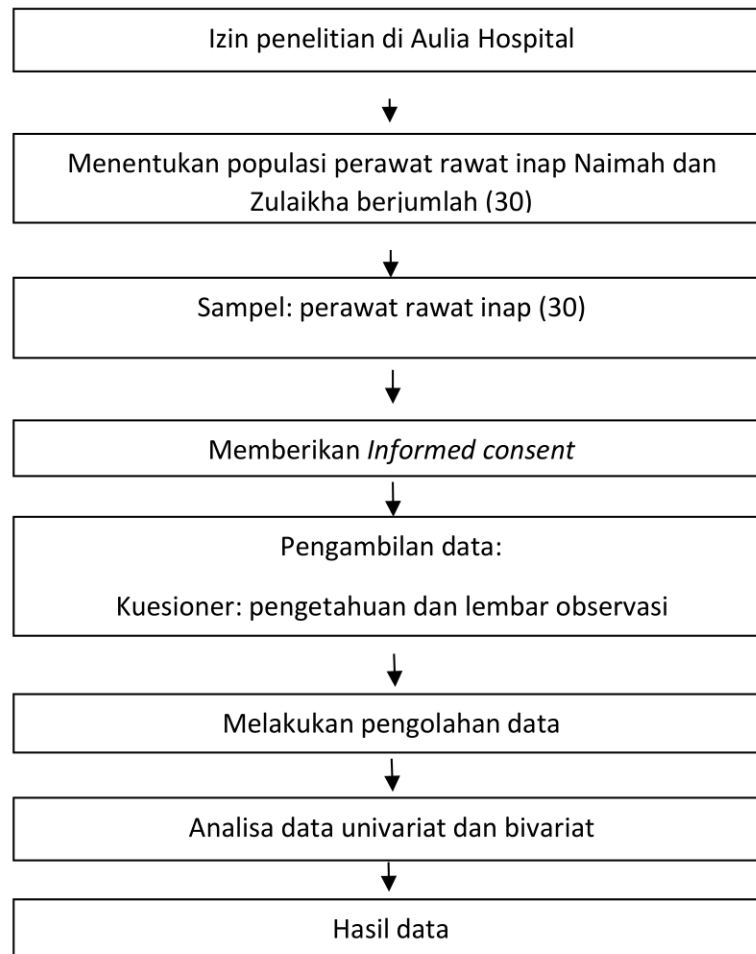 Izin penelitian di Aulia Hospital
Menentukan populasi perawat rawat inap Naimah dan
Zulaikha berjumlah (30)
Sampel: perawat rawat inap (30)
Memberikan Informed consent
Pengambilan data:
Kuesioner: pengetahuan dan lembar observasi
Melakukan pengolahan data
Analisa data univariat dan bivariat
Hasil data